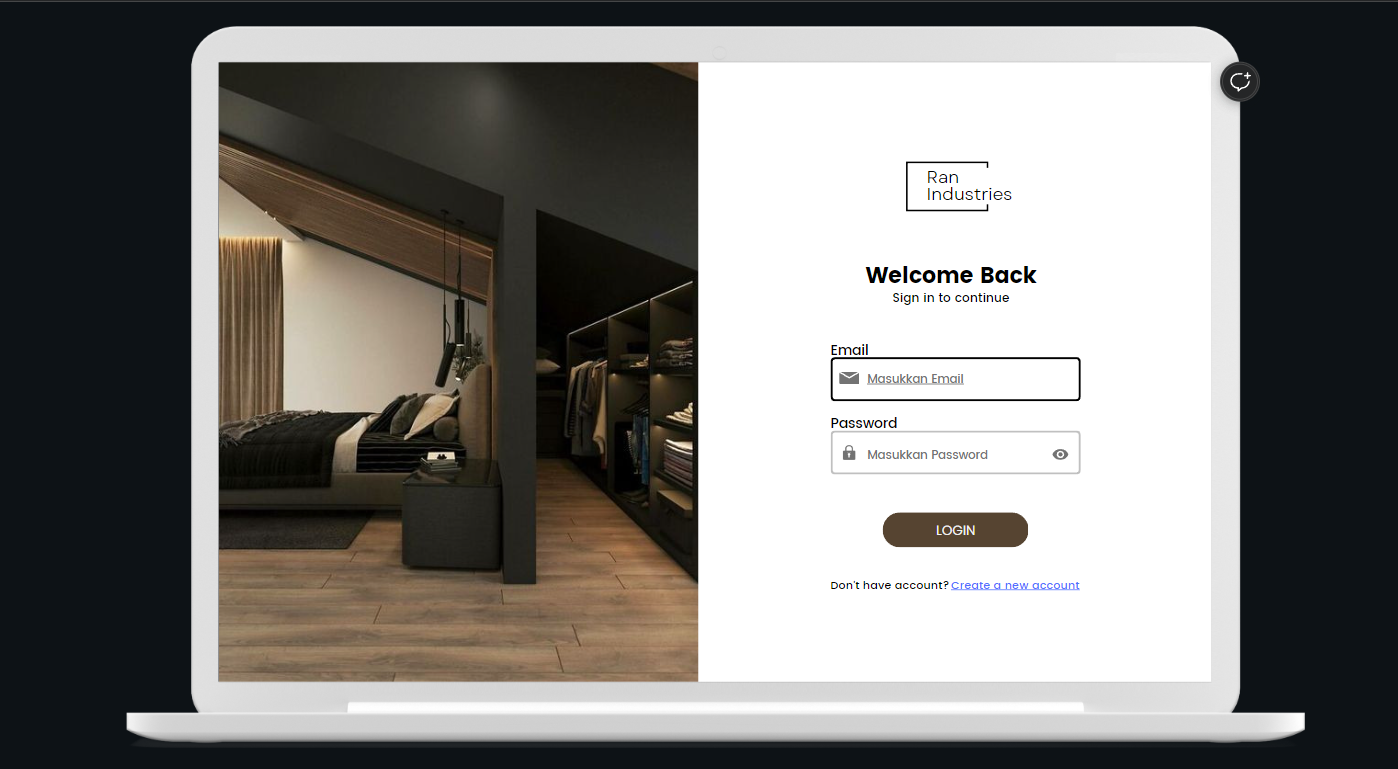 Ran
Industries
Welcome Back
Sign in to continue
Email
Masukkan Email
Password
Masukkan Password
LOGIN
Don't have account? Create a new account